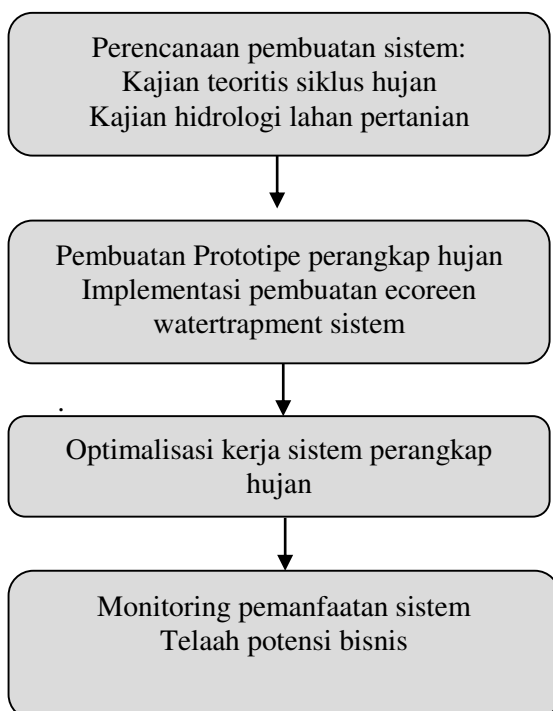 Perencanaan pembuatan sistem:
Kajian teoritis siklus hujan
Kajian hidrologi lahan pertanian
Pembuatan Prototipe perangkap hujan
Implementasi pembuatan ecoreen
watertrapment sistem
.
Optimalisasi kerja sistem perangkap
hujan
Monitoring pemanfaatan sistem
Telaah potensi bisnis